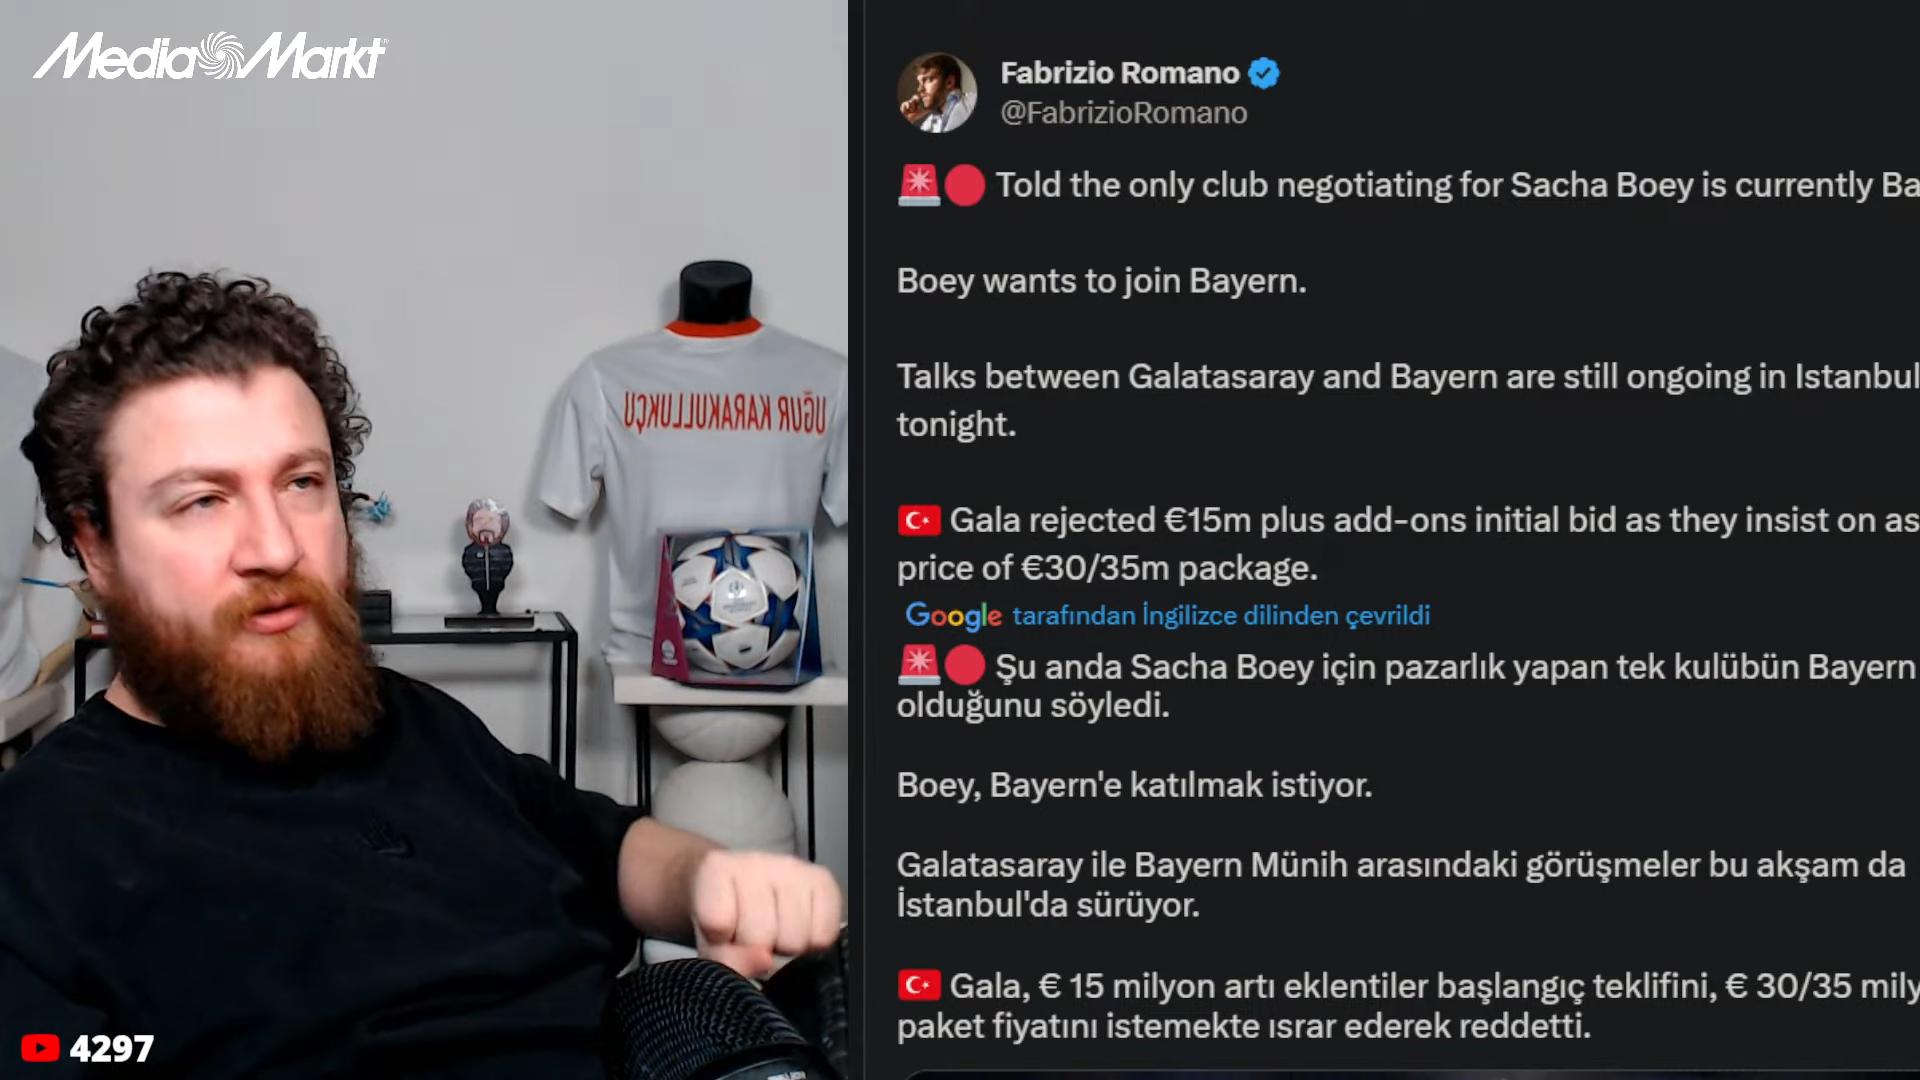 MediaMarkt
UĞUR KARAKULLUKÇU
4297
Fabrizio Romano
@FabrizioRomano
Told the only club negotiating for Sacha Boey is currently Ba
Boey wants to join Bayern.
Talks between Galatasaray and Bayern are still ongoing in Istanbul
tonight.
Gala rejected €15m plus add-ons initial bid as they insist on as
price of €30/35m package.
Google tarafından İngilizce dilinden çevrildi
Şu anda Sacha Boey için pazarlık yapan tek kulübün Bayern
olduğunu söyledi.
Boey, Bayern'e katılmak istiyor.
Galatasaray ile Bayern Münih arasındaki görüşmeler bu akşam da
İstanbul'da sürüyor.
Gala, € 15 milyon artı eklentiler başlangıç teklifini, € 30/35 mily
paket fiyatını istemekte ısrar ederek reddetti.